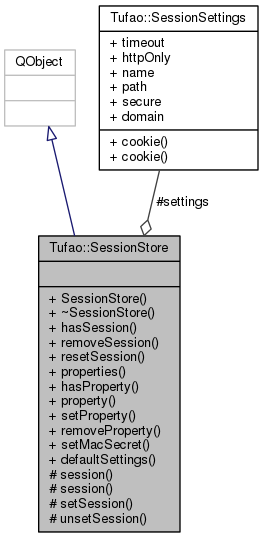 Tufao::SessionSettings
+ timeout
+ httpOnly
+ name
+ path
+ secure
+ domain
+ cookie()
+ cookie()
QObject
#settings
Tufao::SessionStore
+ SessionStore()
+ ~SessionStore()
+ hasSession()
+ removeSession()
+ resetSession()
+ properties()
+ hasProperty()
+ property()
+ setProperty()
+ removeProperty()
+ setMacSecret()
+ defaultSettings()
# session()
# session()
# setSession()
# unsetSession()